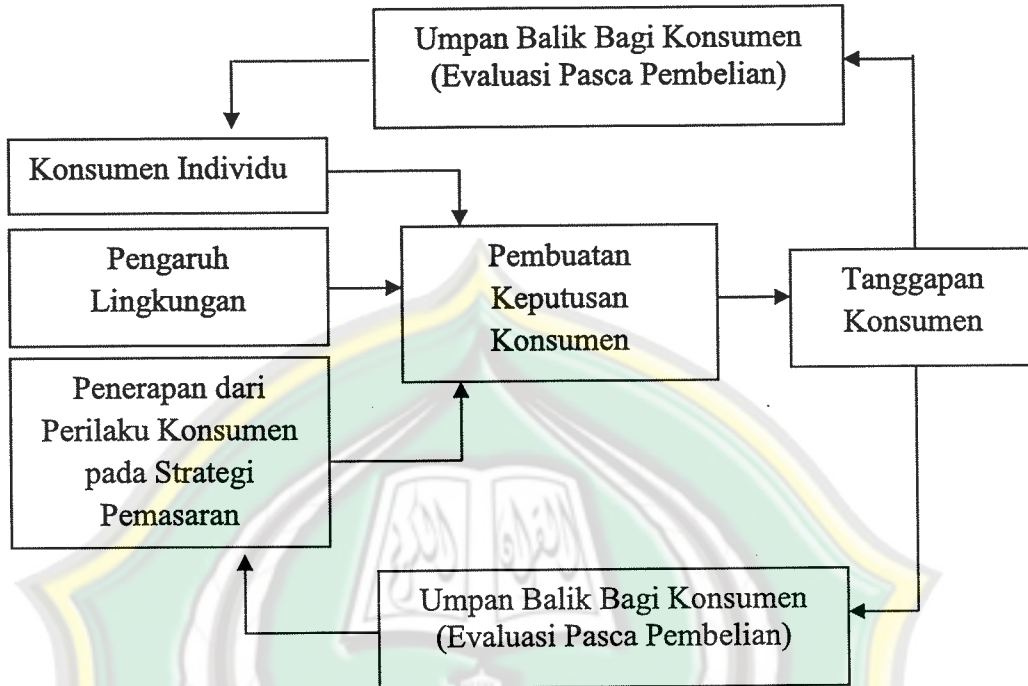 Umpan Balik Bagi Konsumen
(Evaluasi Pasca Pembelian)
Konsumen Individu
Pengaruh
Lingkungan
Pembuatan
Keputusan
Konsumen
Tanggapan
Konsumen
Penerapan dari
Perilaku Konsumen
pada Strategi
Pemasaran
Umpan Balik Bagi Konsumen
(Evaluasi Pasca Pembelian)